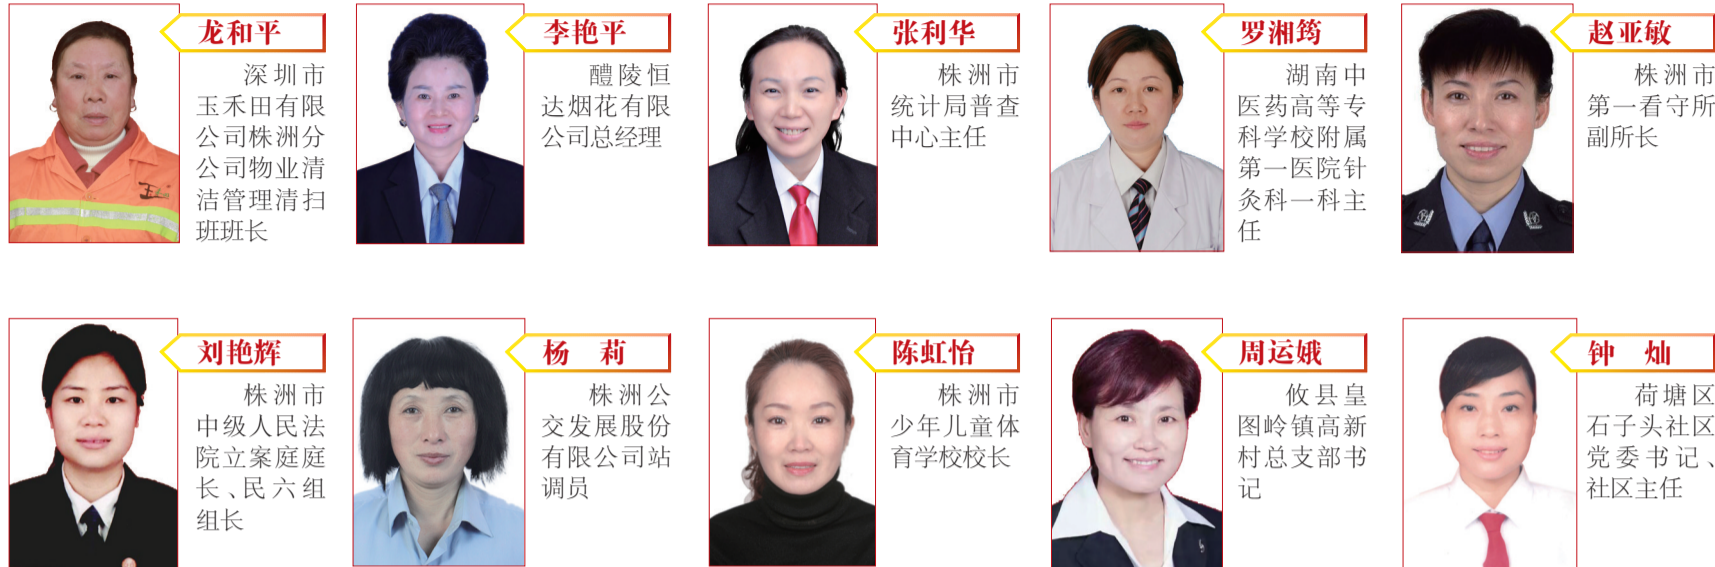 龙和平
深圳市
玉禾田有限
公司株洲分
公司物业清
洁管理清扫
班班长
李艳平
醴陵恒
达烟花有限
公司总经理
张利华
株洲市
统计局普查
中心主任
罗湘筠
湖南中
医药高等专
科学校附属
第一医院针
灸科一科主
任
赵亚敏
株洲市
第一看守所
副所长
刘艳辉
株洲市
中级人民法
院立案庭庭
长、民六组
组长
杨 莉
株洲公
交发展股份
有限公司站
调员
陈虹怡
株洲市
少年儿童体
育学校校长
周运娥
攸县皇
图岭镇高新
村总支部书
记
钟 灿
荷塘区
石子头社区
党委书记、
社区主任